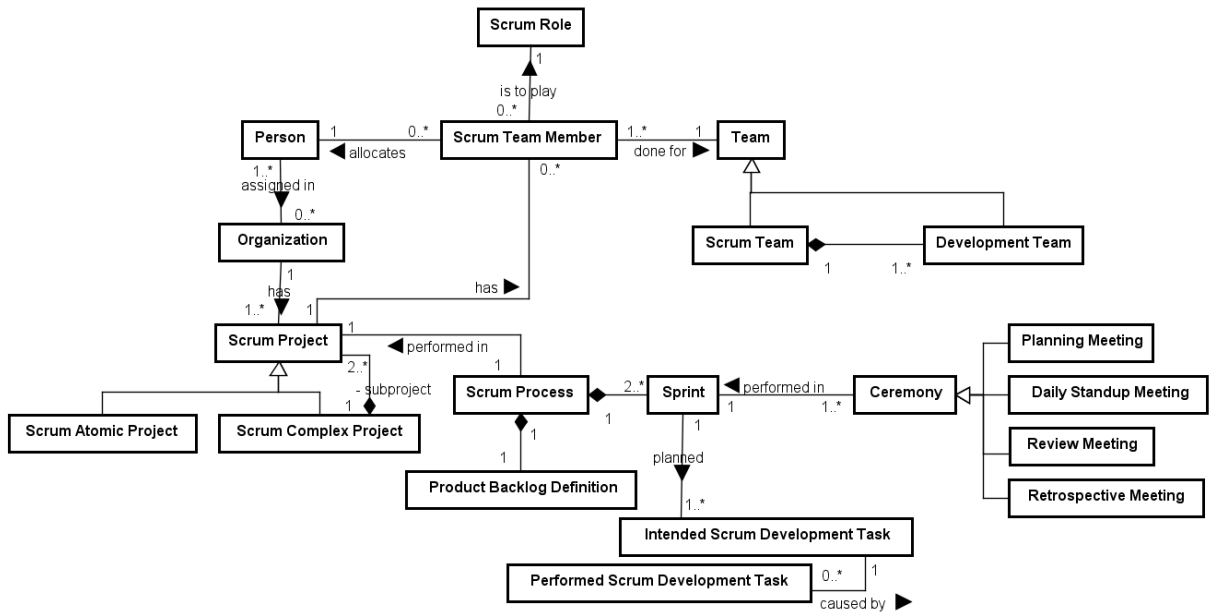 Scrum Role
1
is to play
0..*
Person
1
0..*
Scrum Team Member
1..*
1
Team
allocates
done for
1..*
0..*
assigned in
0..*
Organization
Scrum Team
Development Team
1
1
1..*
has
has
1..*
1
Scrum Project
1
performed in
2..*
1
- subproject
1
Scrum Process
2..*
1
Sprint
performed in
1
1..*
Ceremony
Planning Meeting
Daily Standup Meeting
Review Meeting
Retrospective Meeting
Scrum Atomic Project
Scrum Complex Project
1
1
1
planned
Product Backlog Definition
1..*
Intended Scrum Development Task
1
Performed Scrum Development Task
0..*
caused by